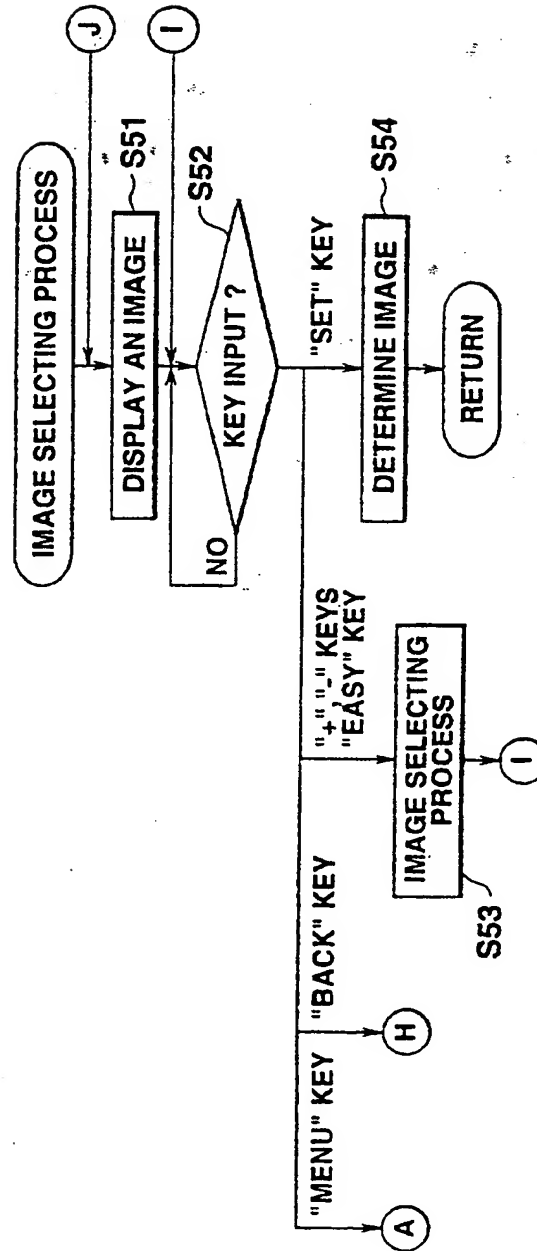 IMAGE SELECTING PROCESS
J
DISPLAY AN IMAGE
S51
I
S52
KEY INPUT ?
NO
"MENU" KEY
"BACK" KEY
"+" "-" KEYS
"EASY" KEY
"SET" KEY
A
H
IMAGE SELECTING
PROCESS
S53
I
DETERMINE IMAGE
S54
RETURN